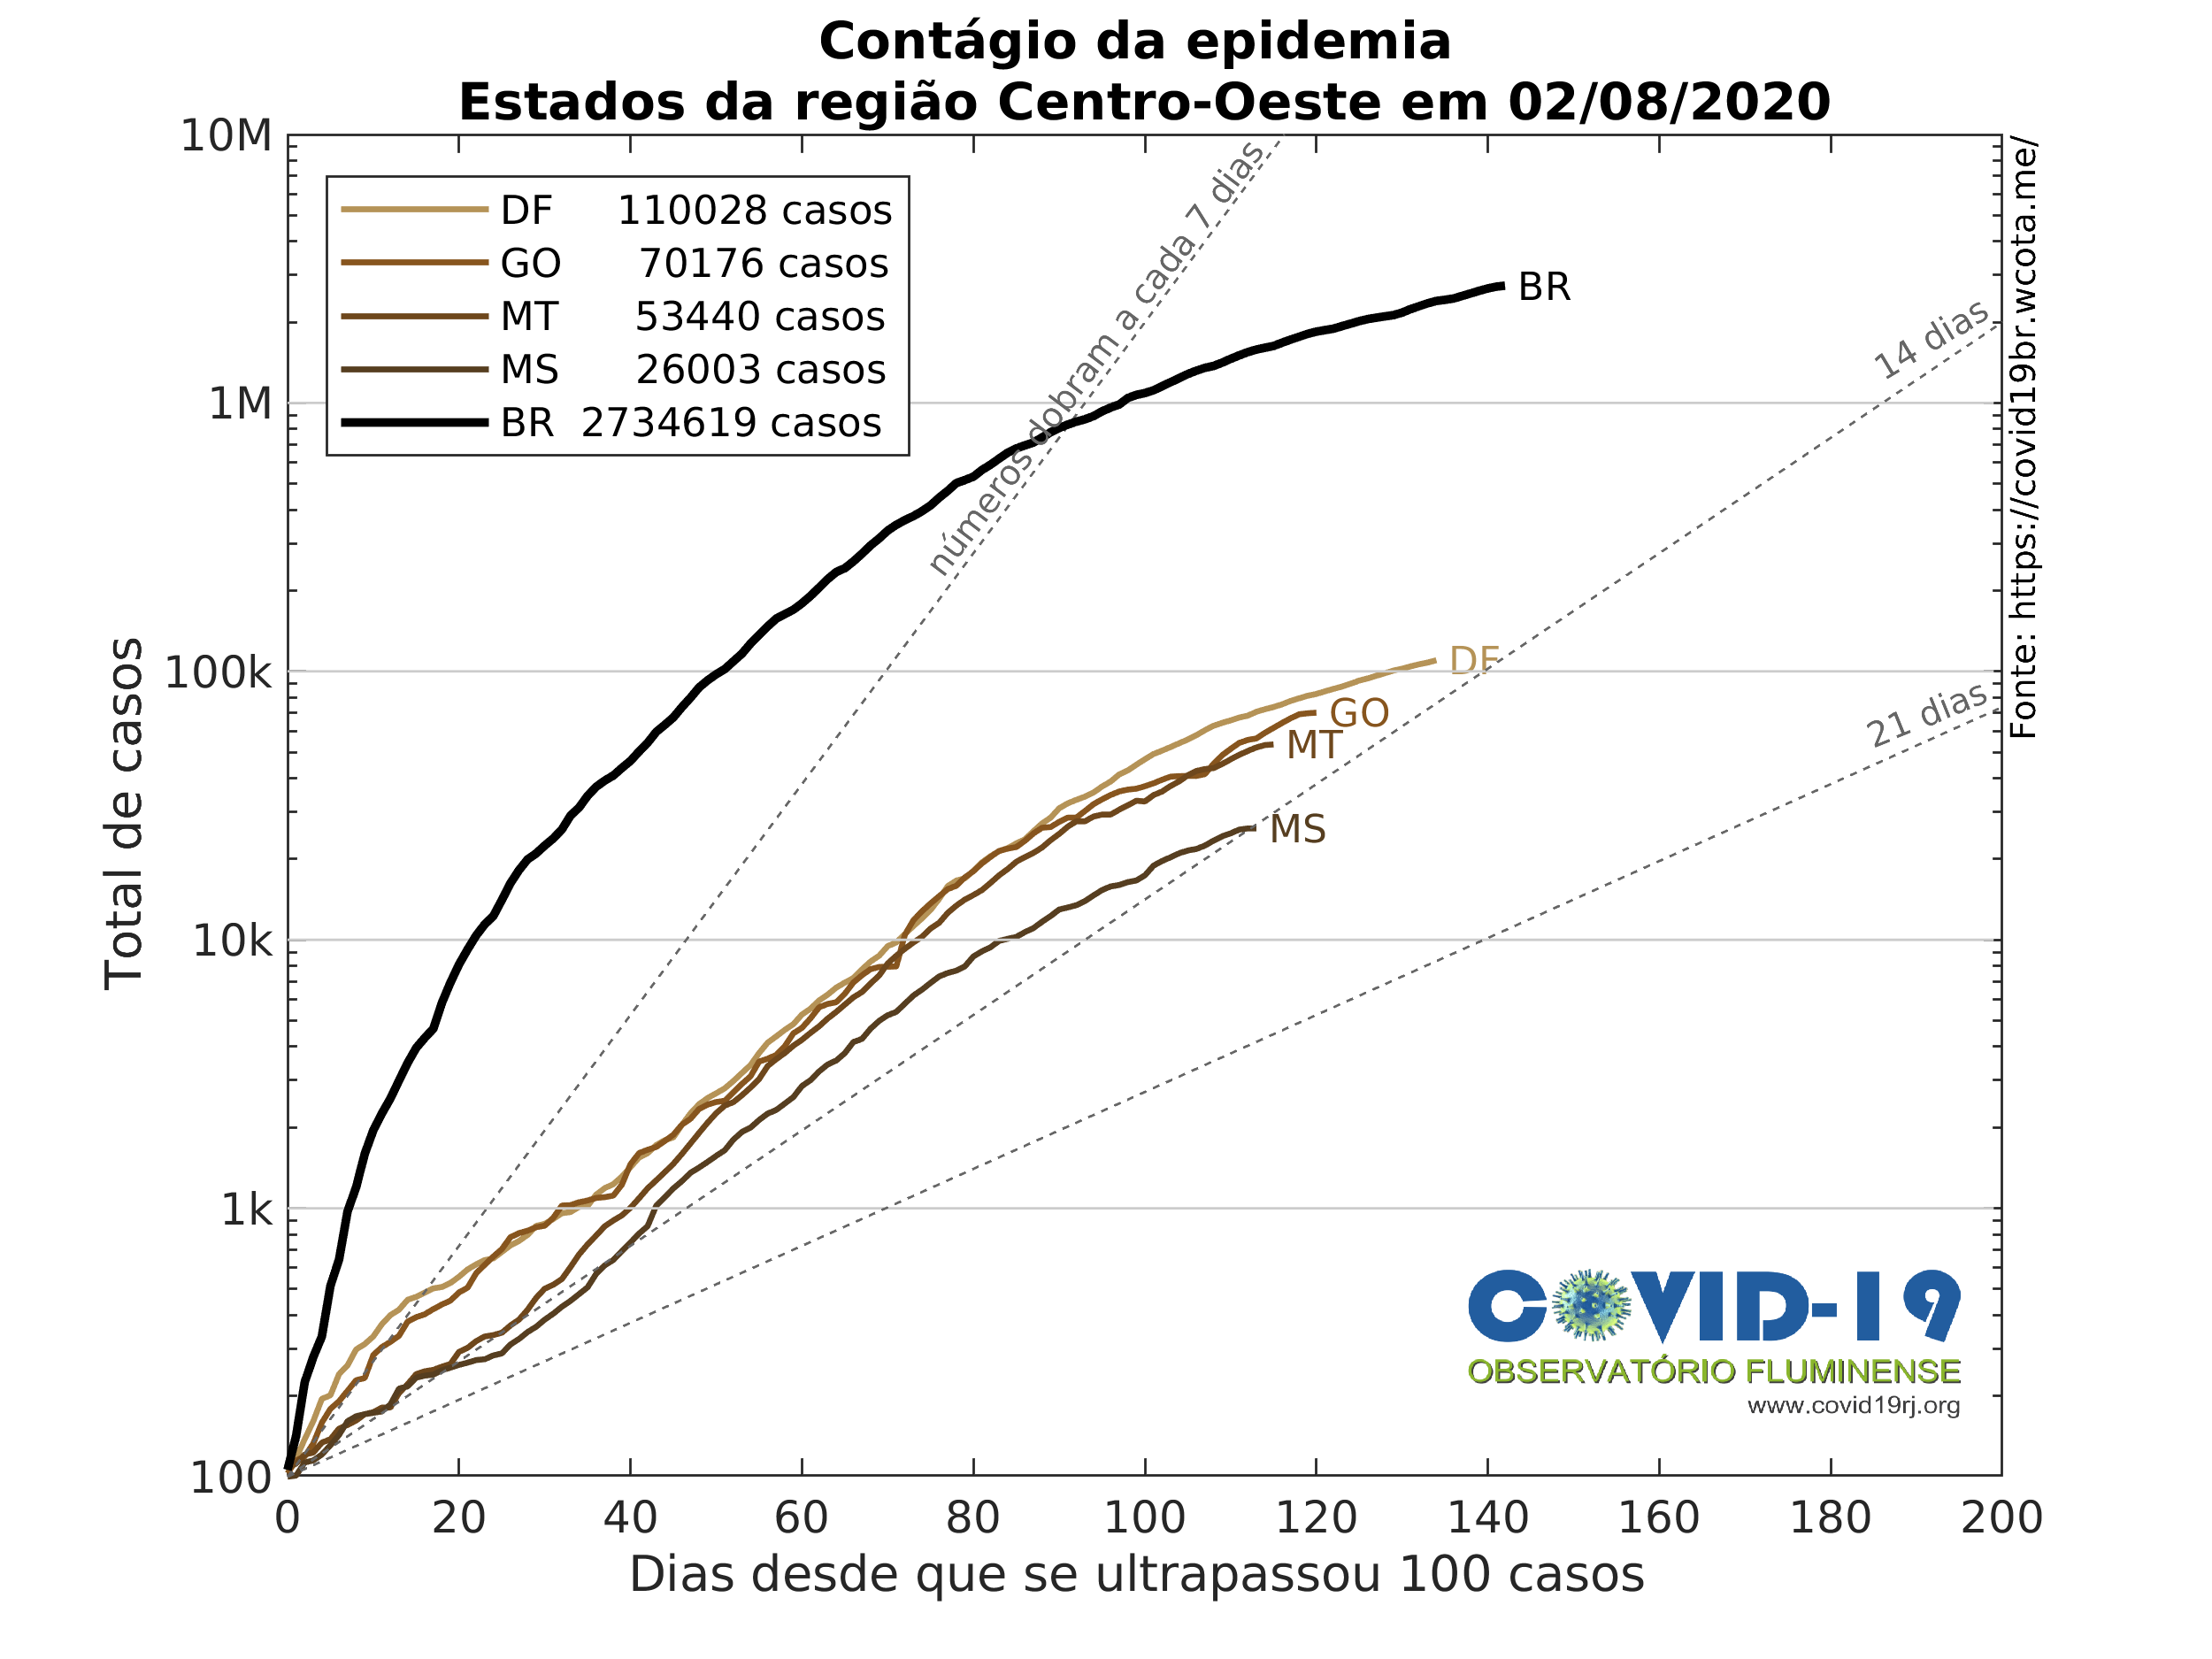 Contágio da epidemia
Estados da região Centro-Oeste em 02/08/2020
10M
1M
100k
10k
1k
100
Total de casos
DF 110028 casos
GO 70176 casos
MT 53440 casos
MS 26003 casos
BR 2734619 casos
números dobram a cada 7 dias
14 dias
21 dias
BR
DF
GO
MT
MS
Fonte: https://covid19br.wcota.me/
COVID-19
OBSERVATÓRIO FLUMINENSE
www.covid19rj.org
0 20 40 60 80 100 120 140 160 180 200
Dias desde que se ultrapassou 100 casos